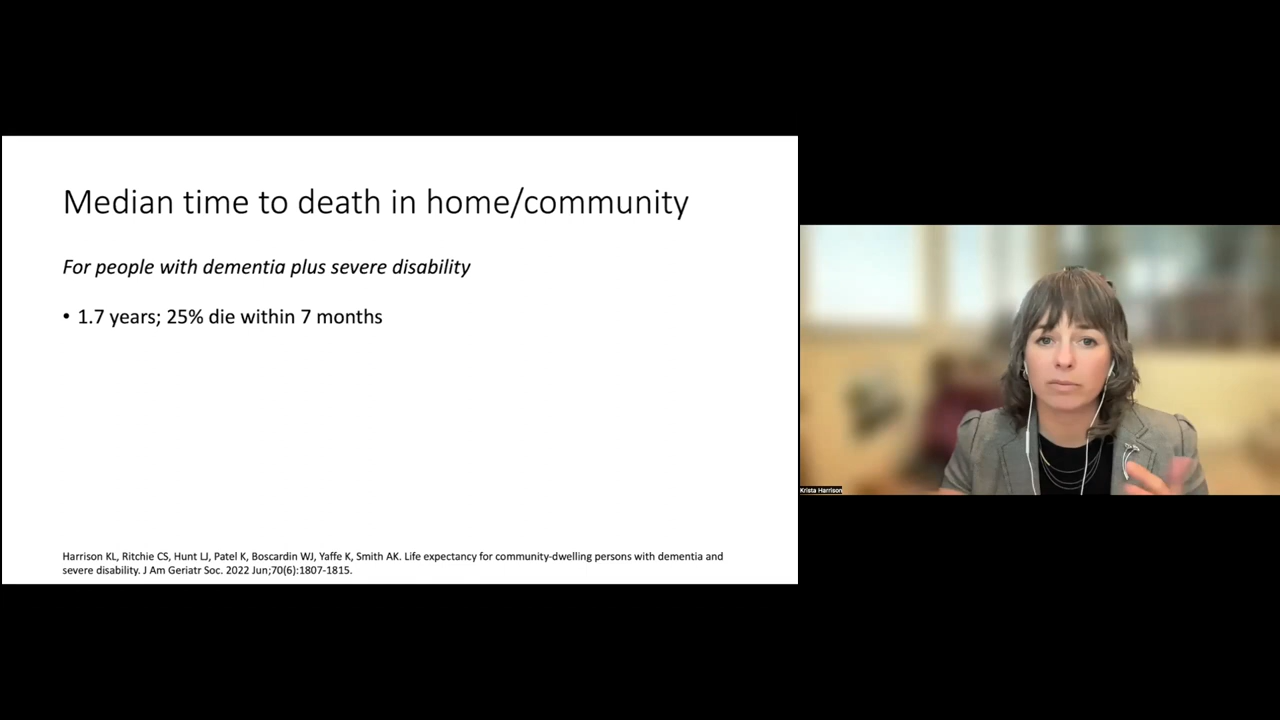 Median time to death in home/community
For people with dementia plus severe disability
• 1.7 years; 25% die within 7 months
Harrison KL, Ritchie CS, Hunt LJ, Patel K, Boscardin WJ, Yaffe K, Smith AK. Life expectancy for community-dwelling persons with dementia and
severe disability. J Am Geriatr Soc. 2022 Jun;70(6):1807-1815.
Krista Harrison